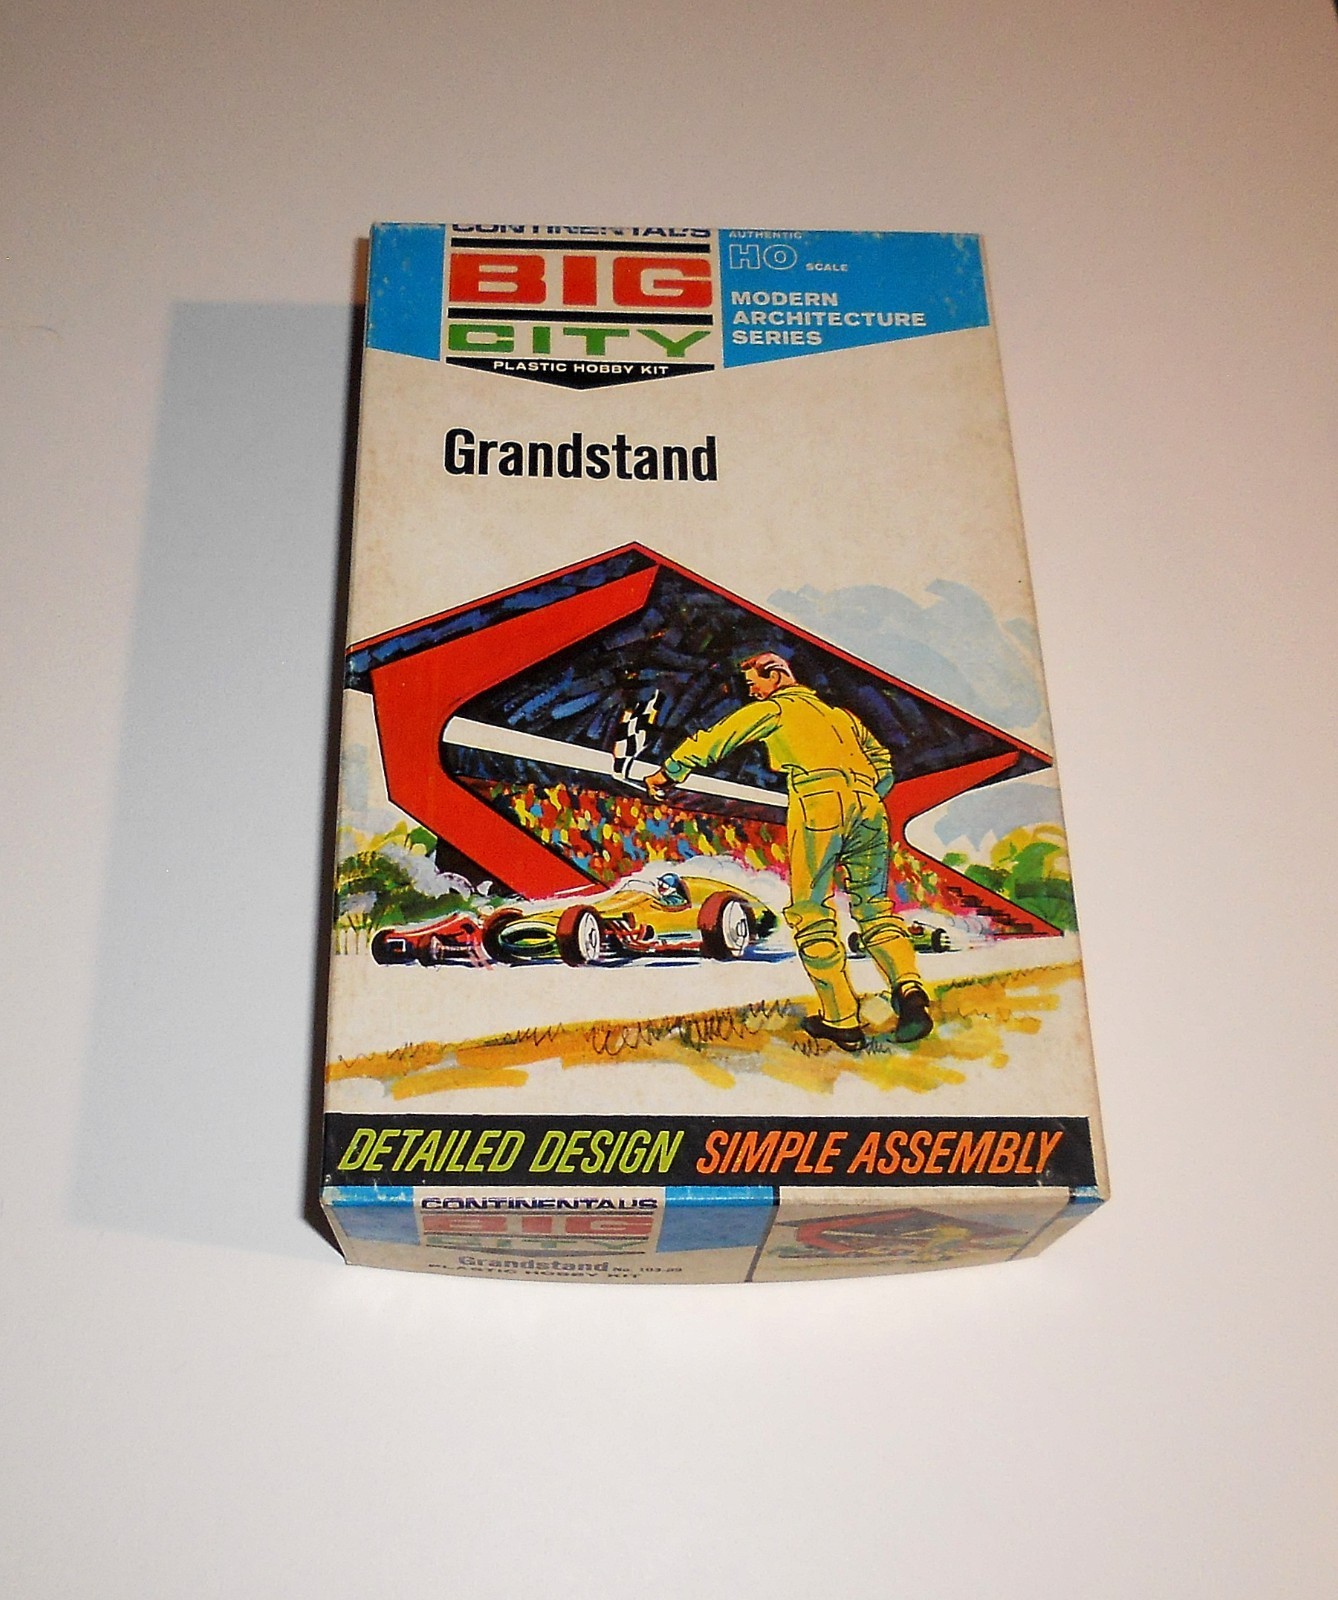 CONTINENTAL'S
BIG
CITY
PLASTIC HOBBY KIT
AUTHENTIC
HO SCALE
MODERN
ARCHITECTURE
SERIES
Grandstand
DETAILED DESIGN SIMPLE ASSEMBLY
CONTINENTAL'S
BIG
CITY
Grandstand No.
PLASTIC HOBBY KIT